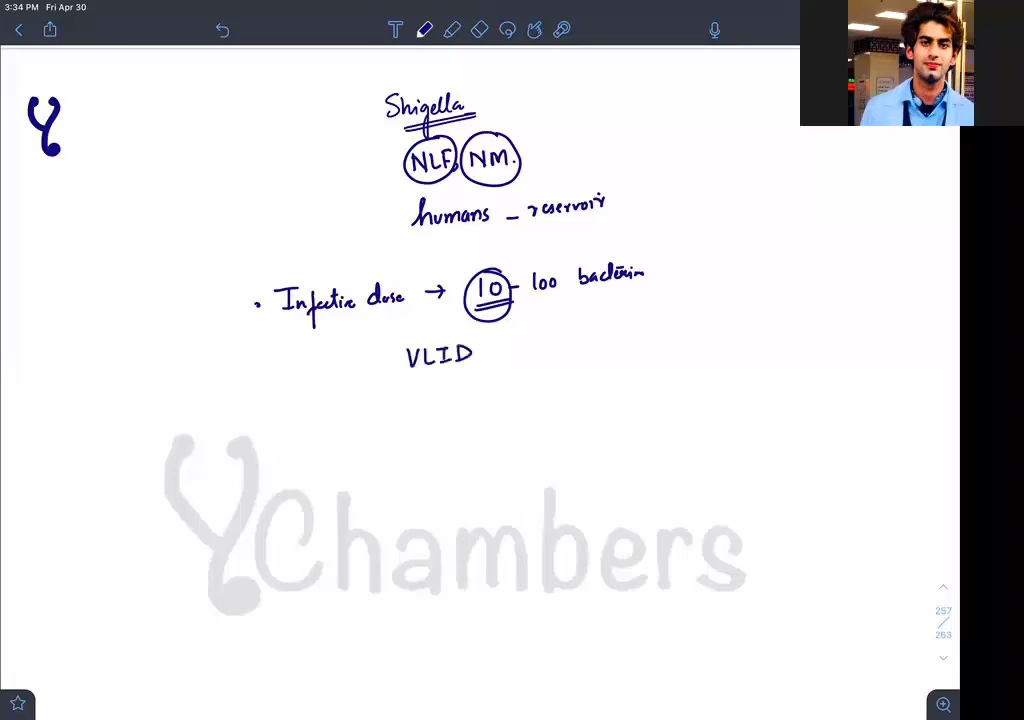 3:34 PM Fri Apr 30
Shigella
NLF, NM.
humans - reservoir
. Infective dose → 10 - 100 bacteria
VLID
Chambers
257
/
263